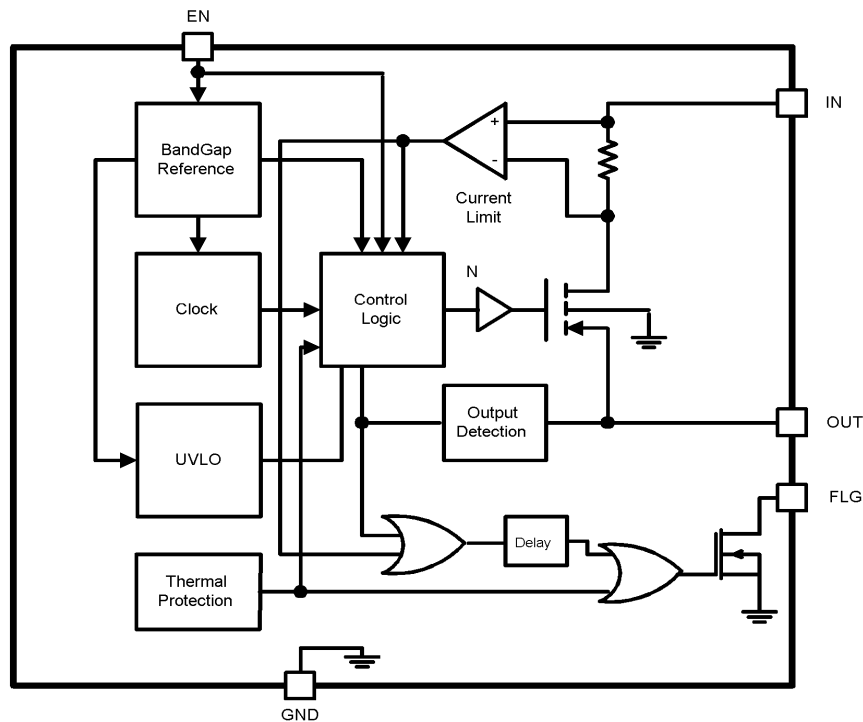 EN
IN
BandGap
Reference
+
-
Current
Limit
Clock
Control
Logic
N
UVLO
Output
Detection
OUT
FLG
Delay
Thermal
Protection
GND